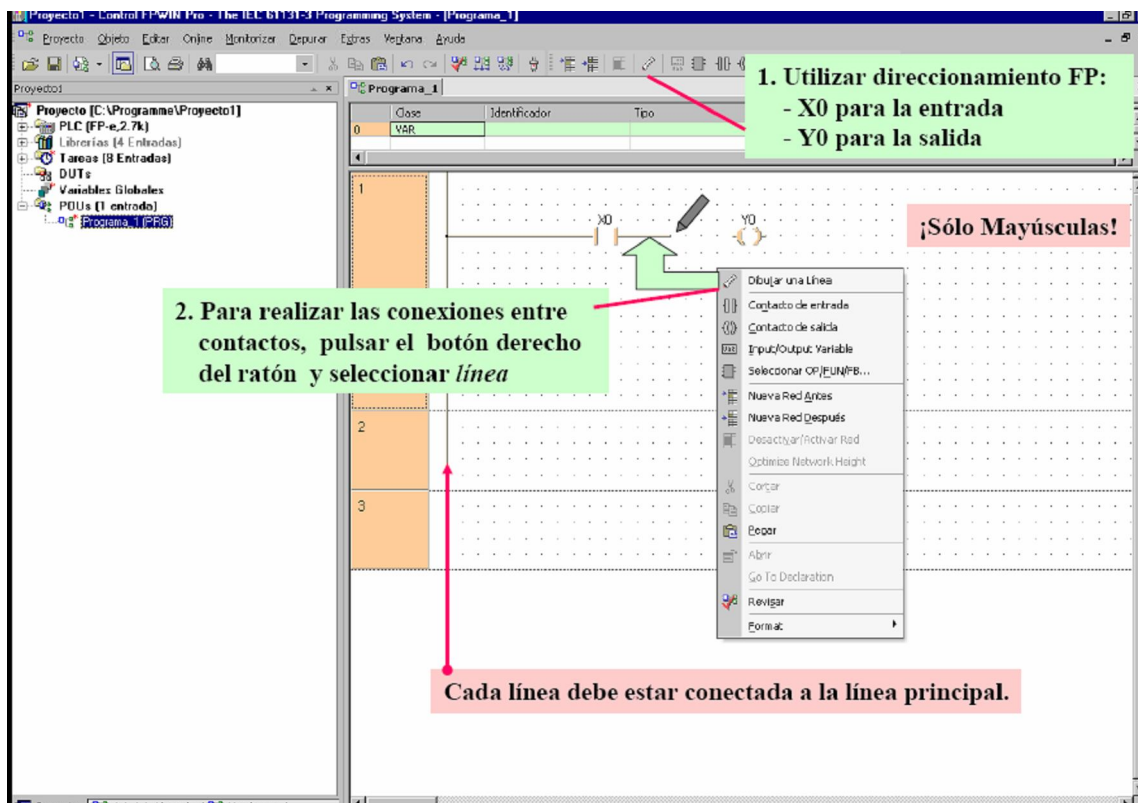 Proyecto1 - Control FPWIN Pro - The IEC 61131-3 Programming System - [Programa_1]
Proyecto Objeto Editar Online Monitorizar Depurar Extras Ventana Ayuda
Proyecto1
Programa_1
Proyecto [C:\Programme\Proyecto1]
PLC (FP-e,2.7k)
Librerías (4 Entradas)
Tareas (8 Entradas)
DUTs
Variables Globales
POUs (1 entrada)
Programa_1 (PRG)
Clase Identificador Tipo
0 VAR
1. Utilizar direccionamiento FP:
- X0 para la entrada
- Y0 para la salida
1
X0
Y0
¡Sólo Mayúsculas!
2. Para realizar las conexiones entre
contactos, pulsar el botón derecho
del ratón y seleccionar línea
Dibujar una Línea
Contacto de entrada
Contacto de salida
Input/Output Variable
Seleccionar OP/FUN/FB...
Nueva Red Antes
Nueva Red Después
Desactivar/Activar Red
Optimize Network Height
Cortar
Copiar
Pegar
Abrir
Go To Declaration
Revisar
Format
2
3
Cada línea debe estar conectada a la línea principal.